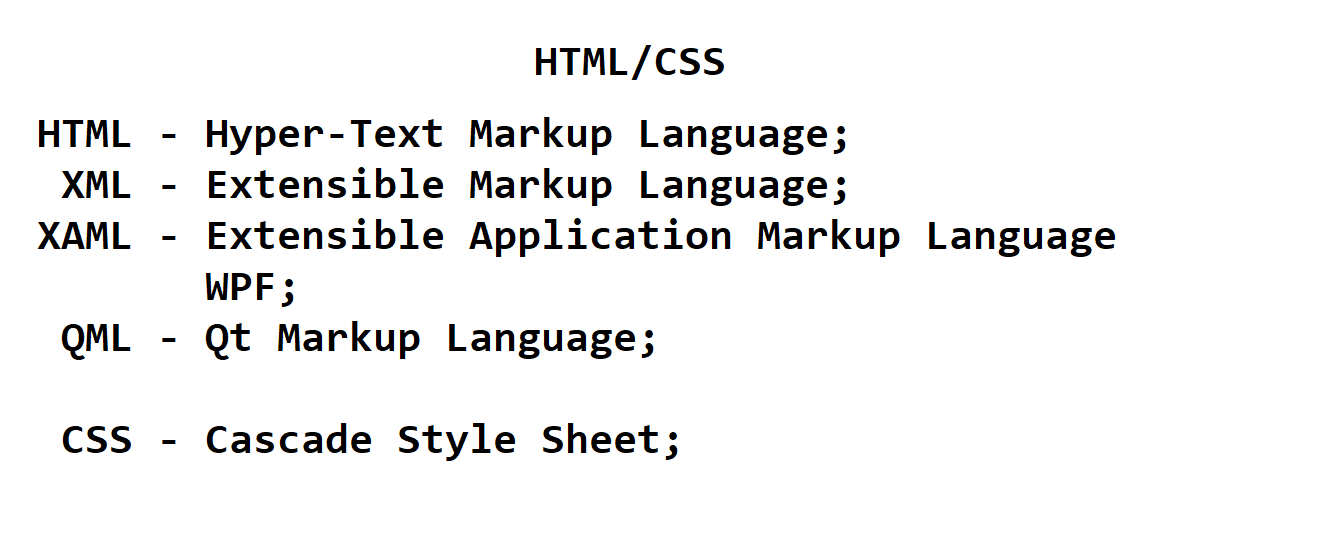 HTML/CSS
HTML - Hyper-Text Markup Language;
XML - Extensible Markup Language;
XAML - Extensible Application Markup Language
WPF;
QML - Qt Markup Language;
CSS - Cascade Style Sheet;